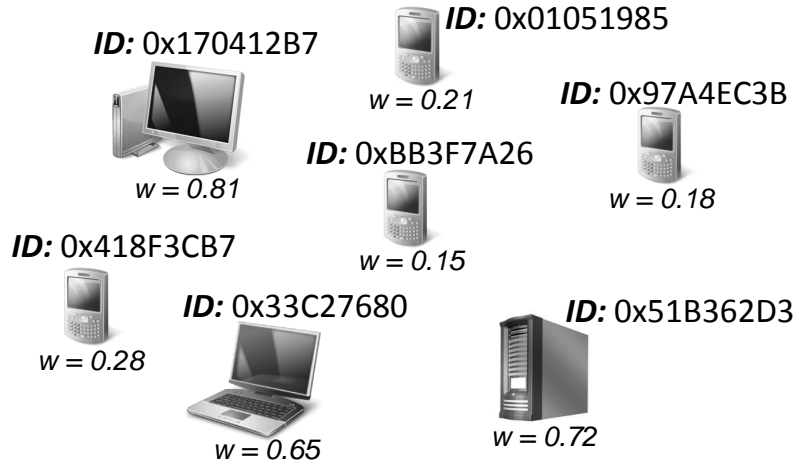 ID: 0x01051985
ID: 0x170412B7
w = 0.21
ID: 0x97A4EC3B
ID: 0xBB3F7A26
w = 0.81
w = 0.18
ID: 0x418F3CB7
w = 0.15
ID: 0x33C27680
ID: 0x51B362D3
w = 0.28
w = 0.65
w = 0.72